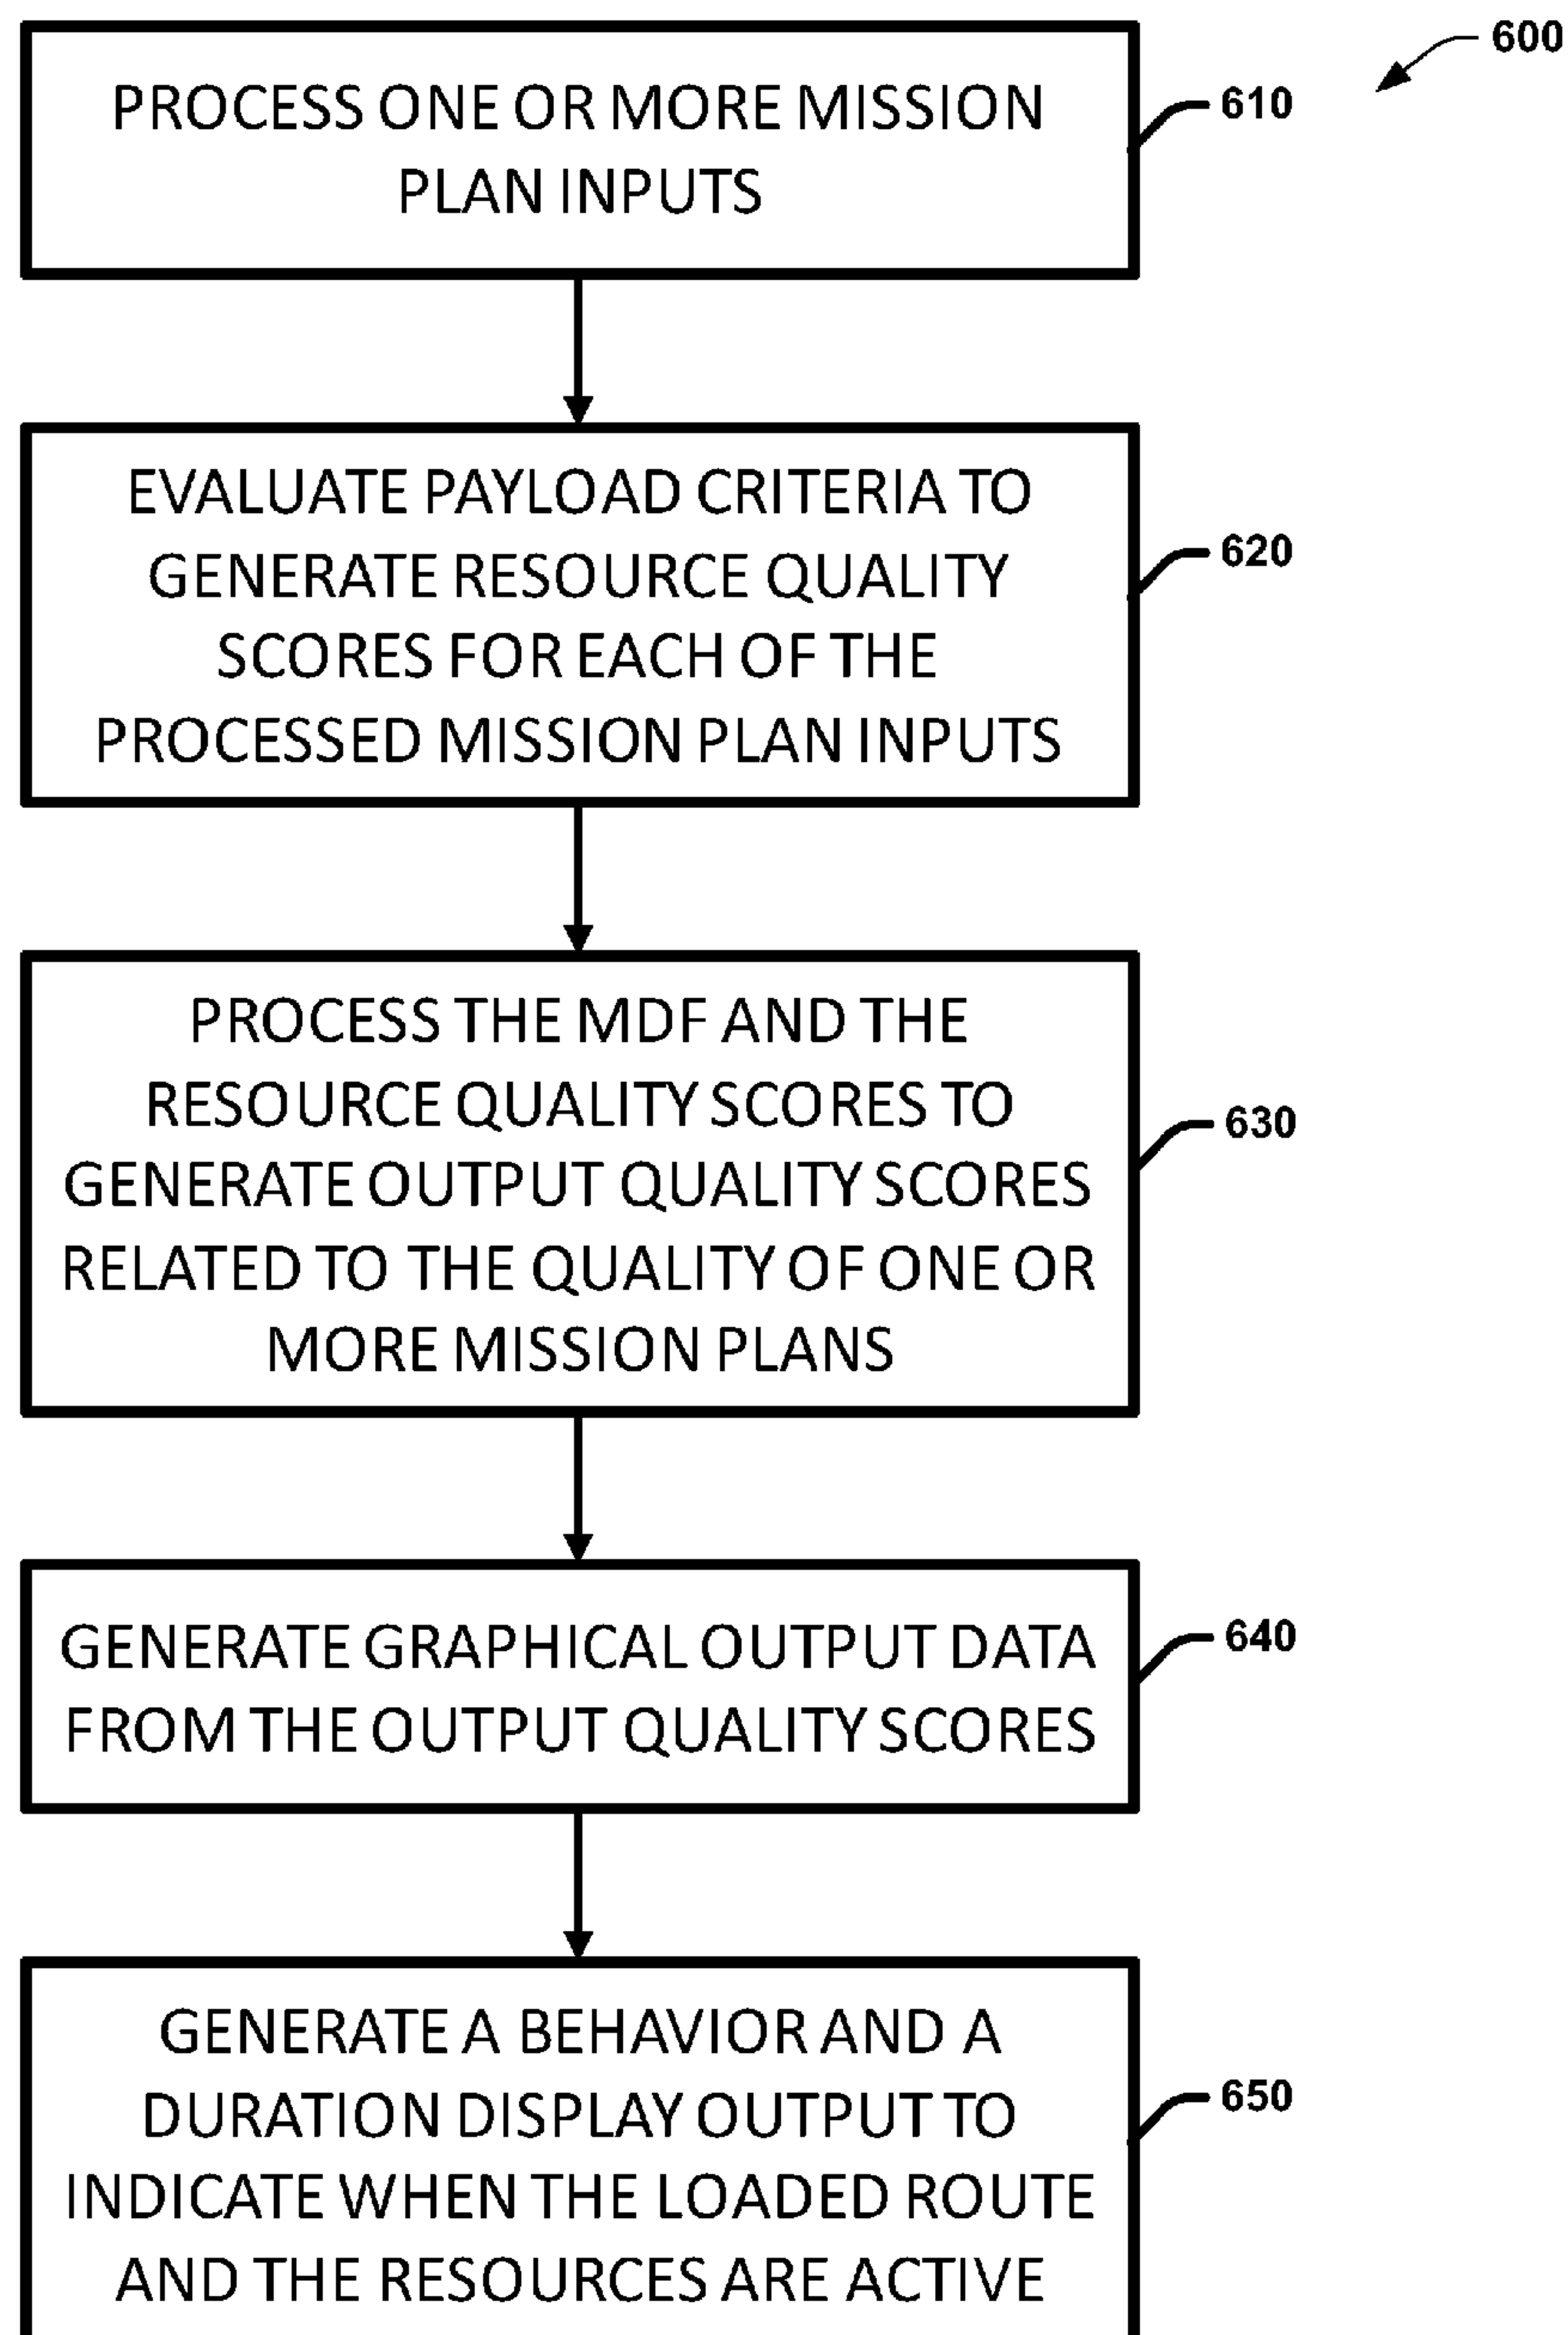 600
PROCESS ONE OR MORE MISSION
PLAN INPUTS
610
EVALUATE PAYLOAD CRITERIA TO
GENERATE RESOURCE QUALITY
SCORES FOR EACH OF THE
PROCESSED MISSION PLAN INPUTS
620
PROCESS THE MDF AND THE
RESOURCE QUALITY SCORES TO
GENERATE OUTPUT QUALITY SCORES
RELATED TO THE QUALITY OF ONE OR
MORE MISSION PLANS
630
GENERATE GRAPHICAL OUTPUT DATA
FROM THE OUTPUT QUALITY SCORES
640
GENERATE A BEHAVIOR AND A
DURATION DISPLAY OUTPUT TO
INDICATE WHEN THE LOADED ROUTE
AND THE RESOURCES ARE ACTIVE
650